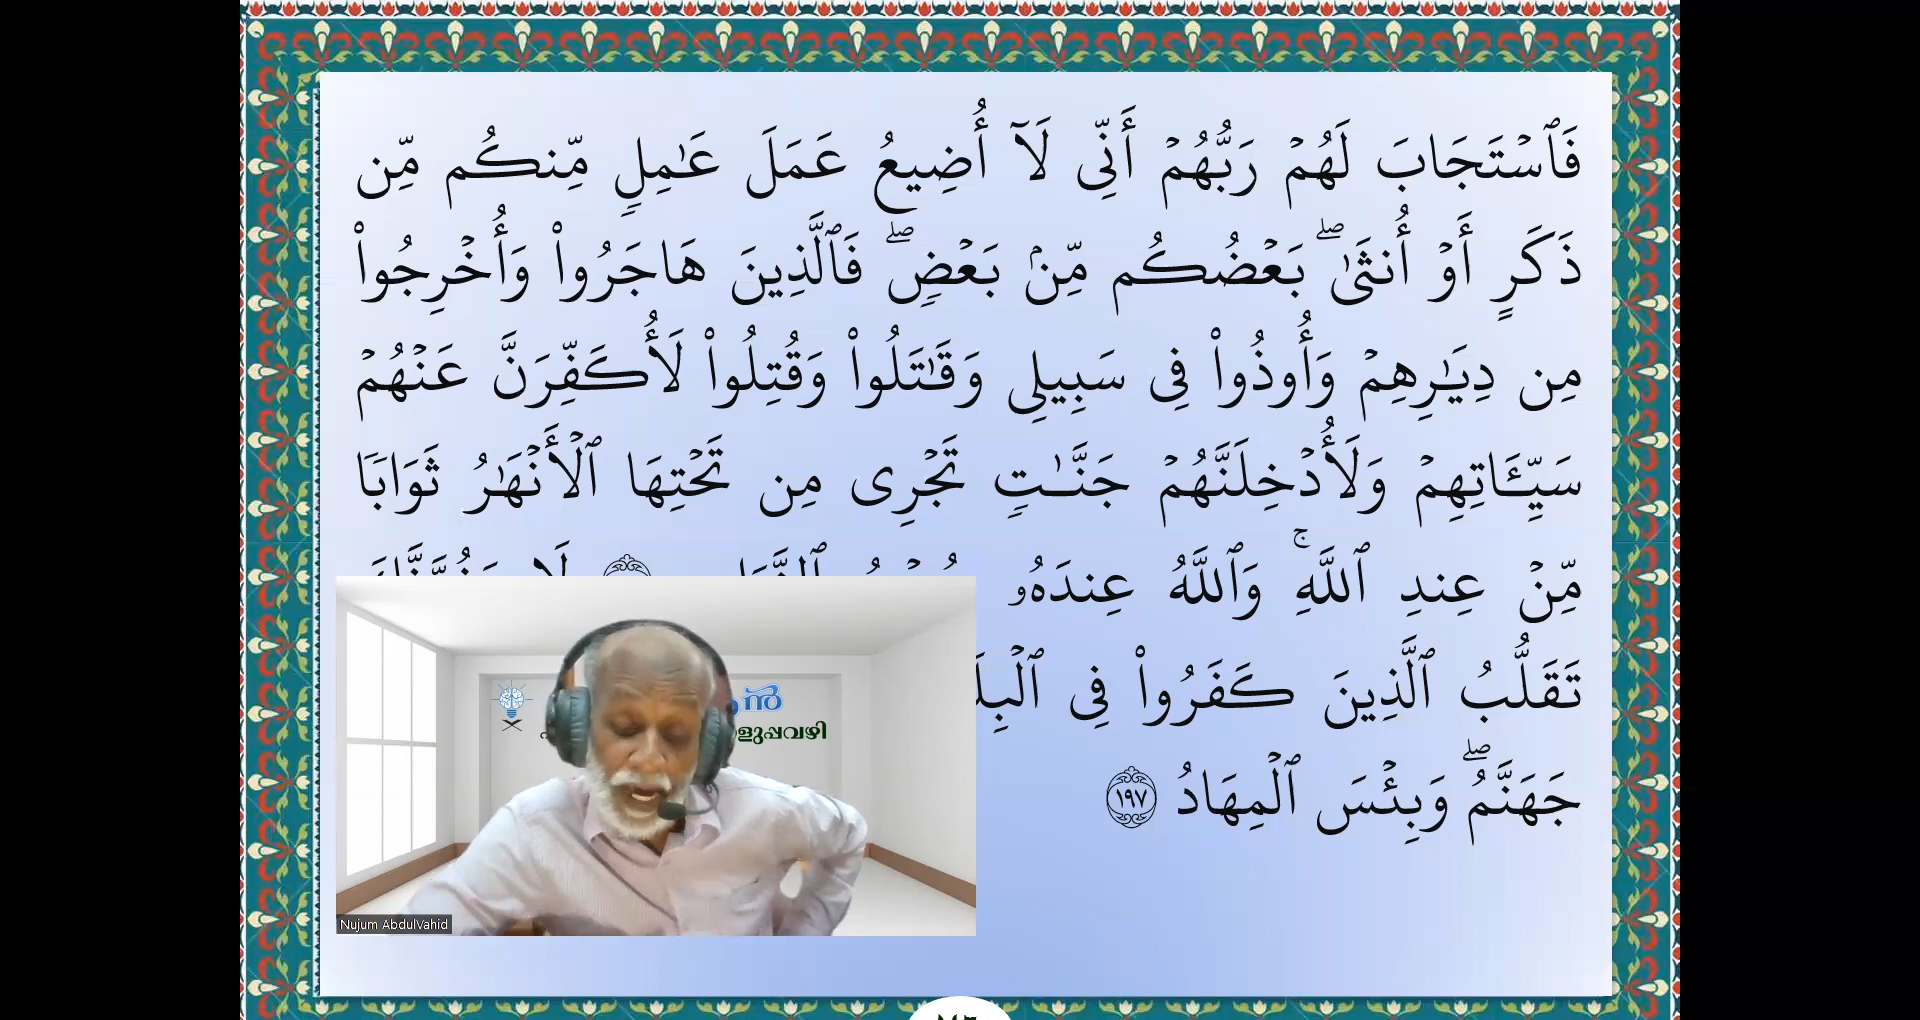 فَٱسۡتَجَابَ لَهُمۡ رَبُّهُمۡ أَنِّى لَآ أُضِيعُ عَمَلَ عَـٰمِلٍ مِّنكُم مِّن
ذَكَرٍ أَوۡ أُنثَىٰۖ بَعۡضُكُم مِّنۢ بَعۡضٍۖ فَٱلَّذِينَ هَاجَرُوا۟ وَأُخۡرِجُوا۟
مِن دِيَـٰرِهِمۡ وَأُوذُوا۟ فِى سَبِيلِى وَقَـٰتَلُوا۟ وَقُتِلُوا۟ لَأُكَفِّرَنَّ عَنۡهُمۡ
سَيِّـَٔاتِهِمۡ وَلَأُدۡخِلَنَّهُمۡ جَنَّـٰتٍ تَجۡرِى مِن تَحۡتِهَا ٱلۡأَنۡهَـٰرُ ثَوَابًا
مِّنۡ عِندِ ٱللَّهِۚ وَٱللَّهُ عِندَهُۥ
تَقَلُّبُ ٱلَّذِينَ كَفَرُوا۟ فِى
جَهَنَّمُۖ وَبِئۡسَ ٱلۡمِهَادُ ١٩٧
ളുപ്പവഴി
Nujum AbdulVahid